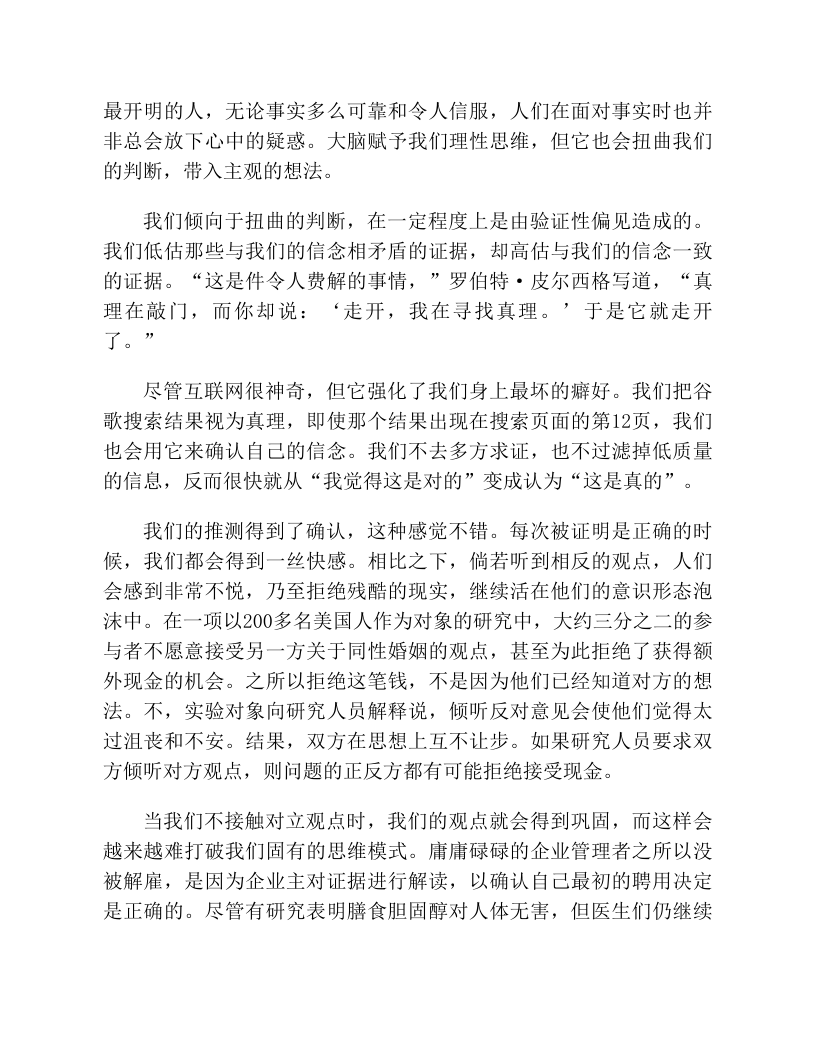 最开明的人，无论事实多么可靠和令人信服，人们在面对事实时也并
非总会放下心中的疑惑。大脑赋予我们理性思维，但它也会扭曲我们
的判断，带入主观的想法。
我们倾向于扭曲的判断，在一定程度上是由验证性偏见造成的。
我们低估那些与我们的信念相矛盾的证据，却高估与我们的信念一致
的证据。“这是件令人费解的事情，”罗伯特·皮尔西格写道，“真
理在敲门，而你却说：‘走开，我在寻找真理。’于是它就走开
了。”
尽管互联网很神奇，但它强化了我们身上最坏的癖好。我们把谷
歌搜索结果视为真理，即使那个结果出现在搜索页面的第12页，我们
也会用它来确认自己的信念。我们不去多方求证，也不过滤掉低质量
的信息，反而很快就从“我觉得这是对的”变成认为“这是真的”。
我们的推测得到了确认，这种感觉不错。每次被证明是正确的时
候，我们都会得到一丝快感。相比之下，倘若听到相反的观点，人们
会感到非常不悦，乃至拒绝残酷的现实，继续活在他们的意识形态泡
沫中。在一项以200多名美国人作为对象的研究中，大约三分之二的参
与者不愿意接受另一方关于同性婚姻的观点，甚至为此拒绝了获得额
外现金的机会。之所以拒绝这笔钱，不是因为他们已经知道对方的想
法。不，实验对象向研究人员解释说，倾听反对意见会使他们觉得太
过沮丧和不安。结果，双方在思想上互不让步。如果研究人员要求双
方倾听对方观点，则问题的正反方都有可能拒绝接受现金。
当我们不接触对立观点时，我们的观点就会得到巩固，而这样会
越来越难打破我们固有的思维模式。庸庸碌碌的企业管理者之所以没
被解雇，是因为企业主对证据进行解读，以确认自己最初的聘用决定
是正确的。尽管有研究表明膳食胆固醇对人体无害，但医生们仍继续